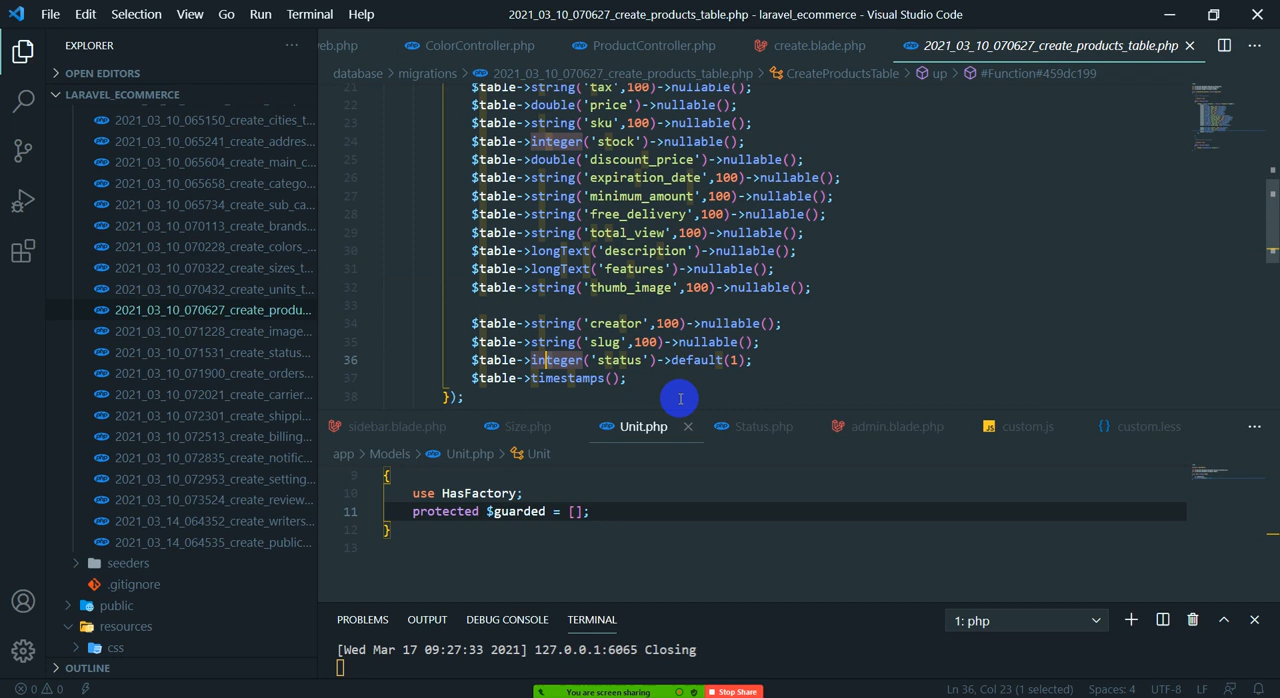 File Edit Selection View Go Run Terminal Help
2021_03_10_070627_create_products_table.php - laravel_ecommerce - Visual Studio Code
EXPLORER
OPEN EDITORS
LARAVEL_ECOMMERCE
2021_03_10_065150_create_cities_t...
2021_03_10_065241_create_addres...
2021_03_10_065604_create_main_c...
2021_03_10_065658_create_catego...
2021_03_10_065734_create_sub_ca...
2021_03_10_070113_create_brands...
2021_03_10_070228_create_colors_...
2021_03_10_070322_create_sizes_t...
2021_03_10_070432_create_units_t...
2021_03_10_070627_create_produ...
2021_03_10_071228_create_image...
2021_03_10_071531_create_status...
2021_03_10_071900_create_orders...
2021_03_10_072021_create_carrier...
2021_03_10_072301_create_shippi...
2021_03_10_072513_create_billing...
2021_03_10_072835_create_notific...
2021_03_10_072953_create_setting...
2021_03_10_073524_create_review...
2021_03_14_064352_create_writers...
2021_03_14_064535_create_public...
seeders
.gitignore
public
resources
css
OUTLINE
veb.php ColorController.php ProductController.php create.blade.php 2021_03_10_070627_create_products_table.php
database > migrations > 2021_03_10_070627_create_products_table.php > CreateProductsTable > up > #Function#459dc199
21 $table->string('tax',100)->nullable();
22 $table->double('price')->nullable();
23 $table->string('sku',100)->nullable();
24 $table->integer('stock')->nullable();
25 $table->double('discount_price')->nullable();
26 $table->string('expiration_date',100)->nullable();
27 $table->string('minimum_amount',100)->nullable();
28 $table->string('free_delivery',100)->nullable();
29 $table->string('total_view',100)->nullable();
30 $table->longText('description')->nullable();
31 $table->longText('features')->nullable();
32 $table->string('thumb_image',100)->nullable();
33
34 $table->string('creator',100)->nullable();
35 $table->string('slug',100)->nullable();
36 $table->integer('status')->default(1);
37 $table->timestamps();
38 });
sidebar.blade.php Size.php Unit.php Status.php admin.blade.php custom.js custom.less
app > Models > Unit.php > Unit
9 {
10 use HasFactory;
11 protected $guarded = [];
12 }
13
PROBLEMS OUTPUT DEBUG CONSOLE TERMINAL
1: php
[Wed Mar 17 09:27:33 2021] 127.0.0.1:6065 Closing
0 0
You are screen sharing Stop Share
Ln 36, Col 23 (1 selected) Spaces: 4 UTF-8 LF PHP